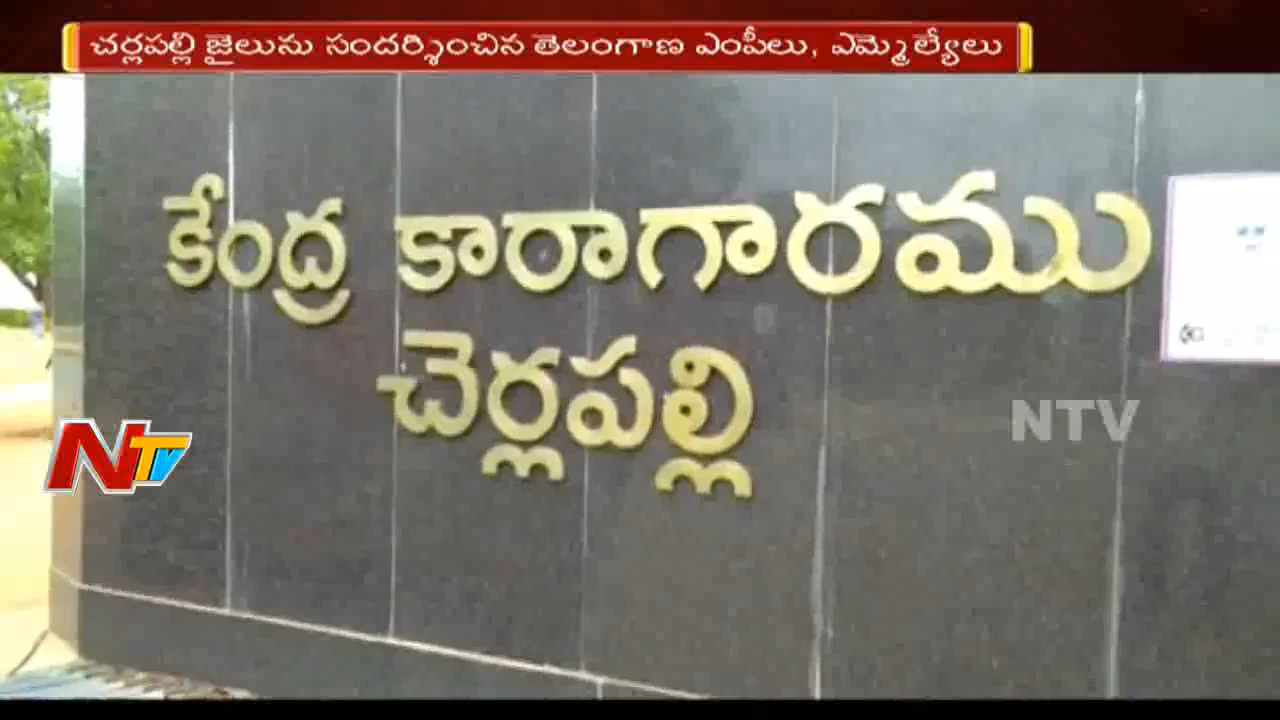 చర్లపల్లి జైలును సందర్శించిన తెలంగాణ ఎంపీలు, ఎమ్మెల్యేలు
కేంద్ర కారాగారము
చెర్లపల్లి
NTV
NTV